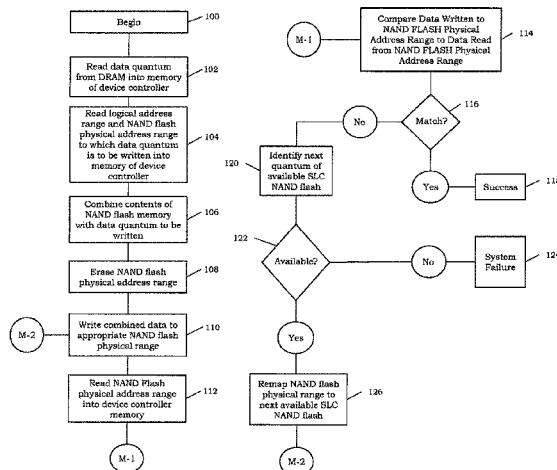 Begin
100
Read data quantum
from DRAM into memory
of device controller
102
Read logical address
range and NAND flash
physical address range
to which data quantum
is to be written into
memory of device
controller
104
Combine contents of
NAND flash memory
with data quantum to be
written
106
Erase NAND flash
physical address range
108
M-2
Write combined data to
appropriate NAND flash
physical range
110
Read NAND Flash
physical address range
into device controller
memory
112
M-1
M-1
Compare Data Written to
NAND FLASH Physical
Address Range to Data Read
from NAND FLASH Physical
Address Range
114
Match?
116
No
Yes
Success
118
120
Identify next
quantum of
available SLC
NAND flash
122
Available?
No
System
Failure
124
Yes
Remap NAND flash
physical range to
next available SLC
NAND flash
126
M-2